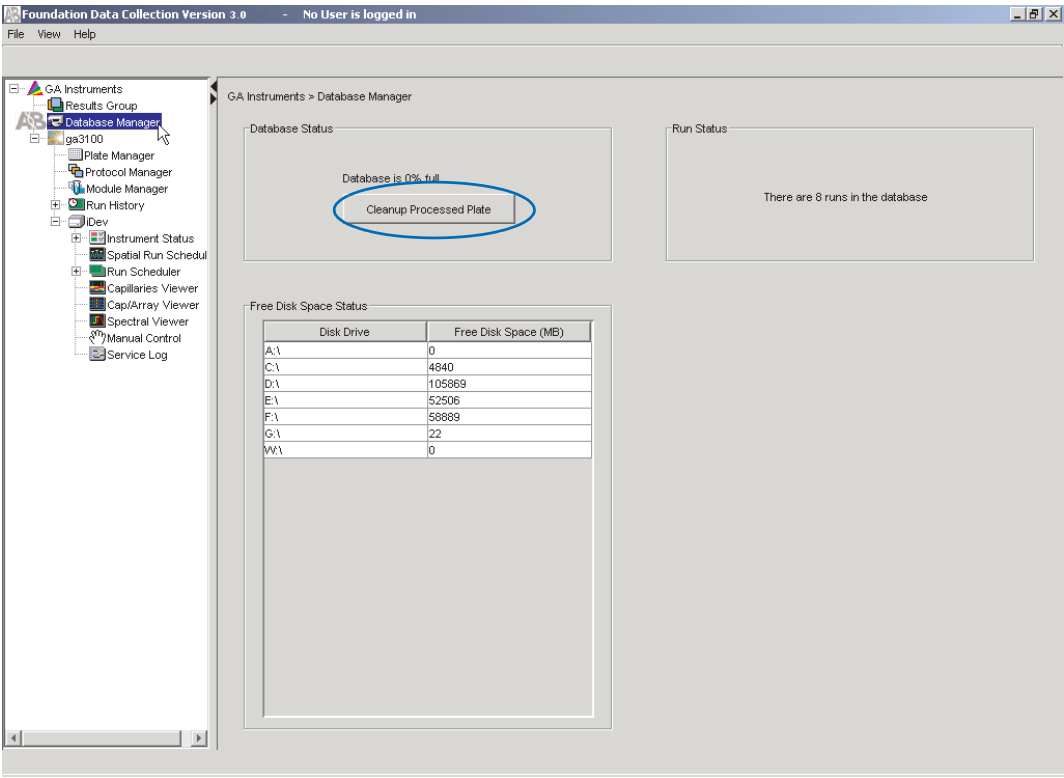 Foundation Data Collection Version 3.0 - No User is logged in
File View Help
GA Instruments
Results Group
Database Manager
ga3100
Plate Manager
Protocol Manager
Module Manager
Run History
iDev
Instrument Status
Spatial Run Schedul
Run Scheduler
Capillaries Viewer
Cap/Array Viewer
Spectral Viewer
Manual Control
Service Log
GA Instruments > Database Manager
Database Status
Database is 0% full
Cleanup Processed Plate
Run Status
There are 8 runs in the database
Free Disk Space Status
Disk Drive Free Disk Space (MB)
A:\ 0
C:\ 4840
D:\ 105869
E:\ 52506
F:\ 58889
G:\ 22
W:\ 0